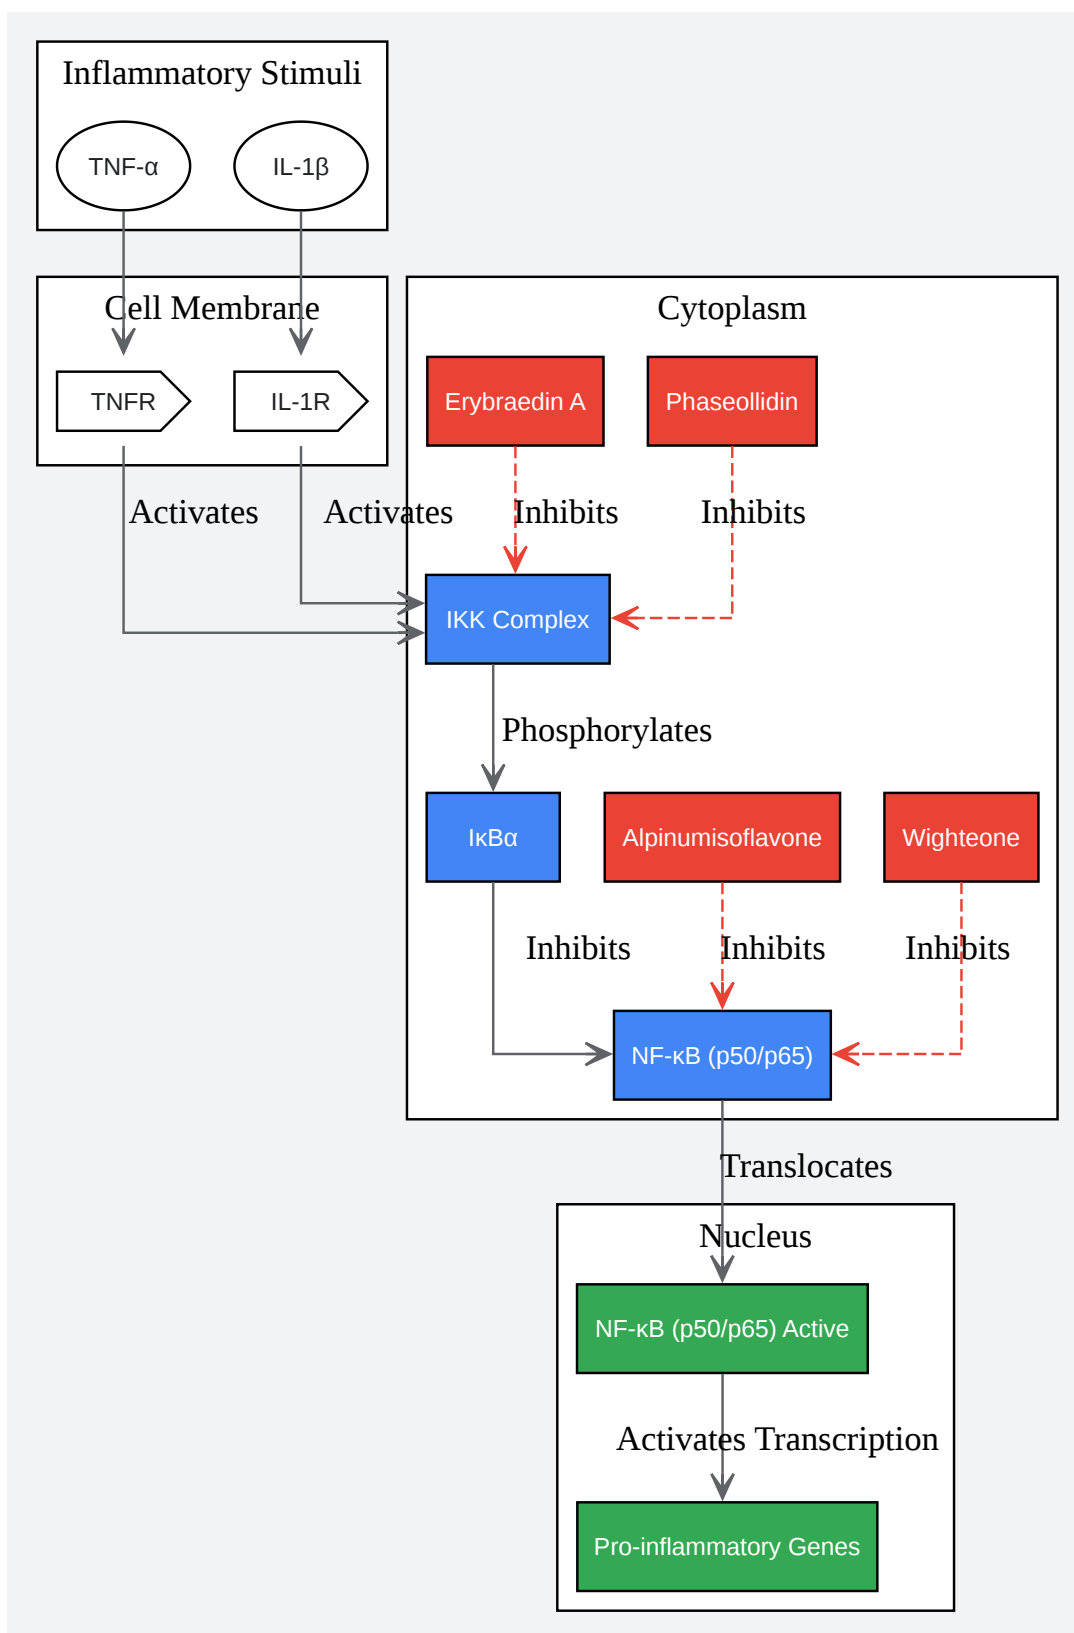 Inflammatory Stimuli
TNF-α
IL-1β
Cell Membrane
TNFR
IL-1R
Cytoplasm
Erybraedin A
Phaseollidin
Activates
Activates
Inhibits
Inhibits
IKK Complex
Phosphorylates
IκBα
Alpinumisoflavone
Wighteone
Inhibits
Inhibits
Inhibits
NF-κB (p50/p65)
Translocates
Nucleus
NF-κB (p50/p65) Active
Activates Transcription
Pro-inflammatory Genes